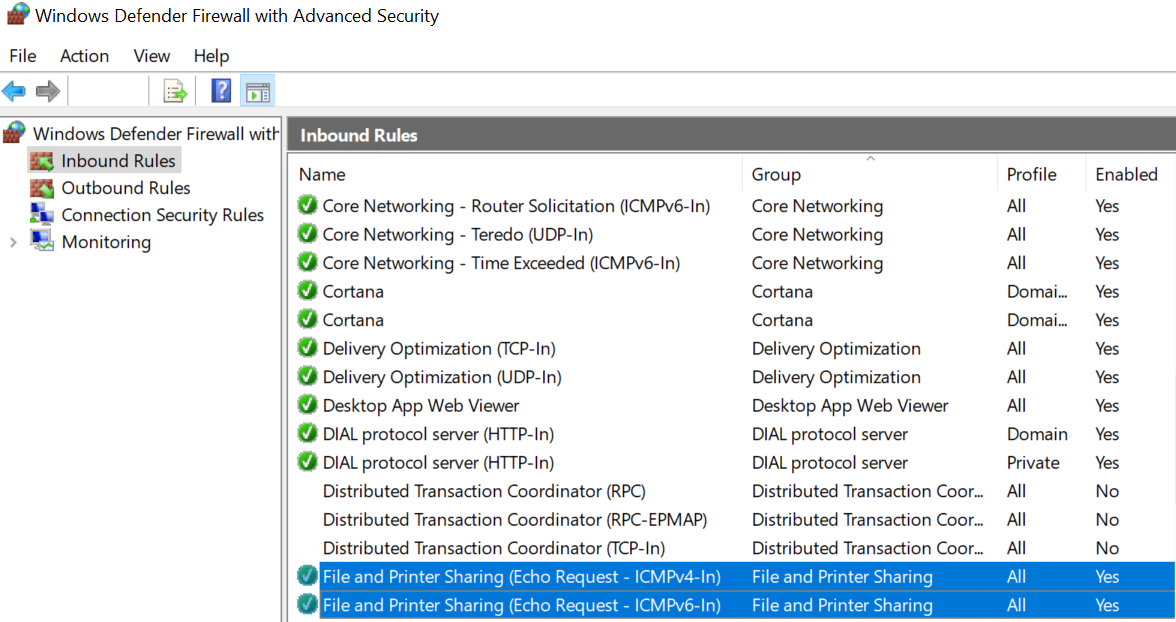 Windows Defender Firewall with Advanced Security
File Action View Help
Windows Defender Firewall with
Inbound Rules
Outbound Rules
Connection Security Rules
Monitoring
Inbound Rules
Name Group Profile Enabled
Core Networking - Router Solicitation (ICMPv6-In) Core Networking All Yes
Core Networking - Teredo (UDP-In) Core Networking All Yes
Core Networking - Time Exceeded (ICMPv6-In) Core Networking All Yes
Cortana Cortana Domai... Yes
Cortana Cortana Domai... Yes
Delivery Optimization (TCP-In) Delivery Optimization All Yes
Delivery Optimization (UDP-In) Delivery Optimization All Yes
Desktop App Web Viewer Desktop App Web Viewer All Yes
DIAL protocol server (HTTP-In) DIAL protocol server Domain Yes
DIAL protocol server (HTTP-In) DIAL protocol server Private Yes
Distributed Transaction Coordinator (RPC) Distributed Transaction Coor... All No
Distributed Transaction Coordinator (RPC-EPMAP) Distributed Transaction Coor... All No
Distributed Transaction Coordinator (TCP-In) Distributed Transaction Coor... All No
File and Printer Sharing (Echo Request - ICMPv4-In) File and Printer Sharing All Yes
File and Printer Sharing (Echo Request - ICMPv6-In) File and Printer Sharing All Yes